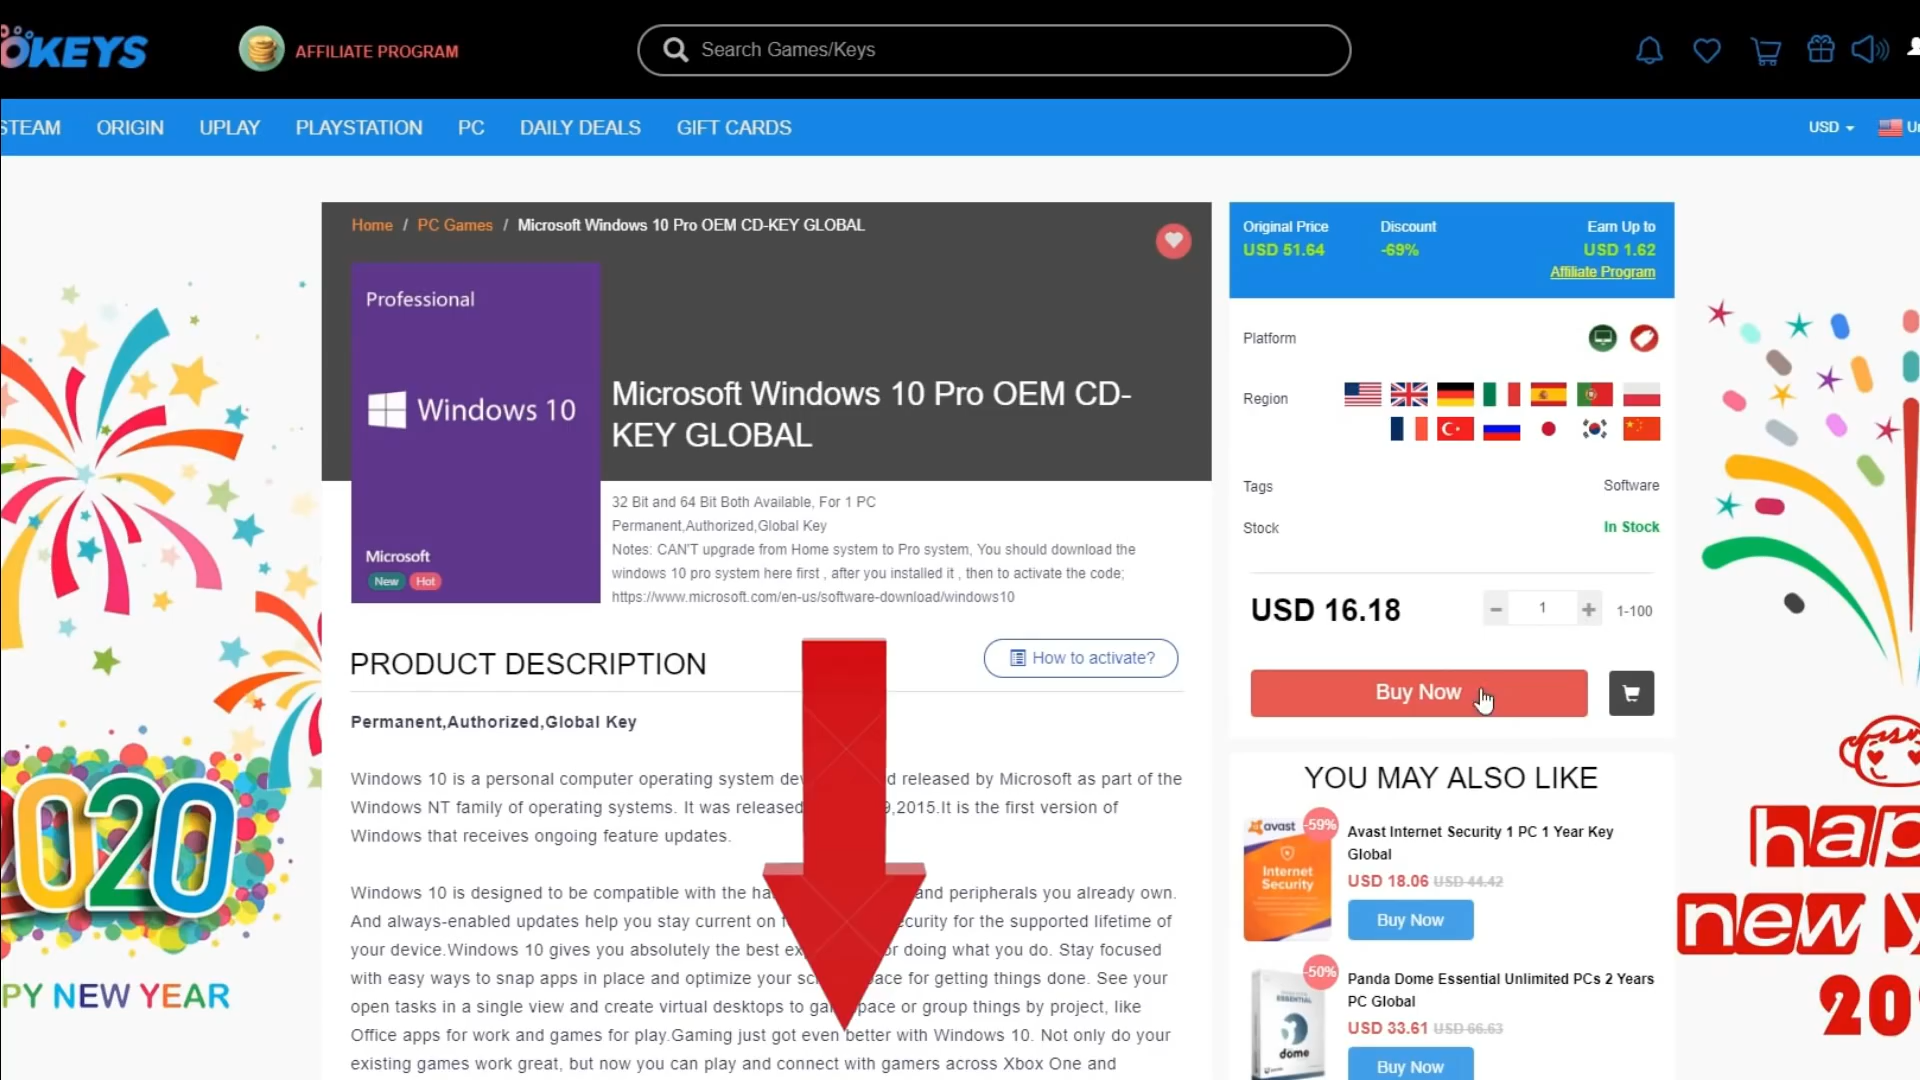 OKEYS
AFFILIATE PROGRAM
Search Games/Keys
STEAM
ORIGIN
UPLAY
PLAYSTATION
PC
DAILY DEALS
GIFT CARDS
USD
Home / PC Games / Microsoft Windows 10 Pro OEM CD-KEY GLOBAL
Professional
Windows 10
Microsoft
New Hot
Microsoft Windows 10 Pro OEM CD-
KEY GLOBAL
32 Bit and 64 Bit Both Available, For 1 PC
Permanent,Authorized,Global Key
Notes: CAN'T upgrade from Home system to Pro system, You should download the
windows 10 pro system here first , after you installed it , then to activate the code;
https://www.microsoft.com/en-us/software-download/windows10
PRODUCT DESCRIPTION
How to activate?
Permanent,Authorized,Global Key
Windows 10 is a personal computer operating system released by Microsoft as part of the
Windows NT family of operating systems. It was released 9,2015.It is the first version of
Windows that receives ongoing feature updates.
Windows 10 is designed to be compatible with the and peripherals you already own.
And always-enabled updates help you stay current on for the supported lifetime of
your device.Windows 10 gives you absolutely the best doing what you do. Stay focused
with easy ways to snap apps in place and optimize your for getting things done. See your
open tasks in a single view and create virtual desktops to or group things by project, like
Office apps for work and games for play.Gaming just got even better with Windows 10. Not only do your
existing games work great, but now you can play and connect with gamers across Xbox One and
Original Price
USD 51.64
Discount
-69%
Earn Up to
USD 1.62
Affiliate Program
Platform
Region
Tags
Software
Stock
In Stock
USD 16.18
- 1 + 1-100
Buy Now
YOU MAY ALSO LIKE
avast
Internet
Security
-59%
Avast Internet Security 1 PC 1 Year Key
Global
USD 18.06 USD 44.42
Buy Now
ESSENTIAL
dome
-50%
Panda Dome Essential Unlimited PCs 2 Years
PC Global
USD 33.61 USD 66.63
Buy Now
020
PY NEW YEAR
hap
new y
20